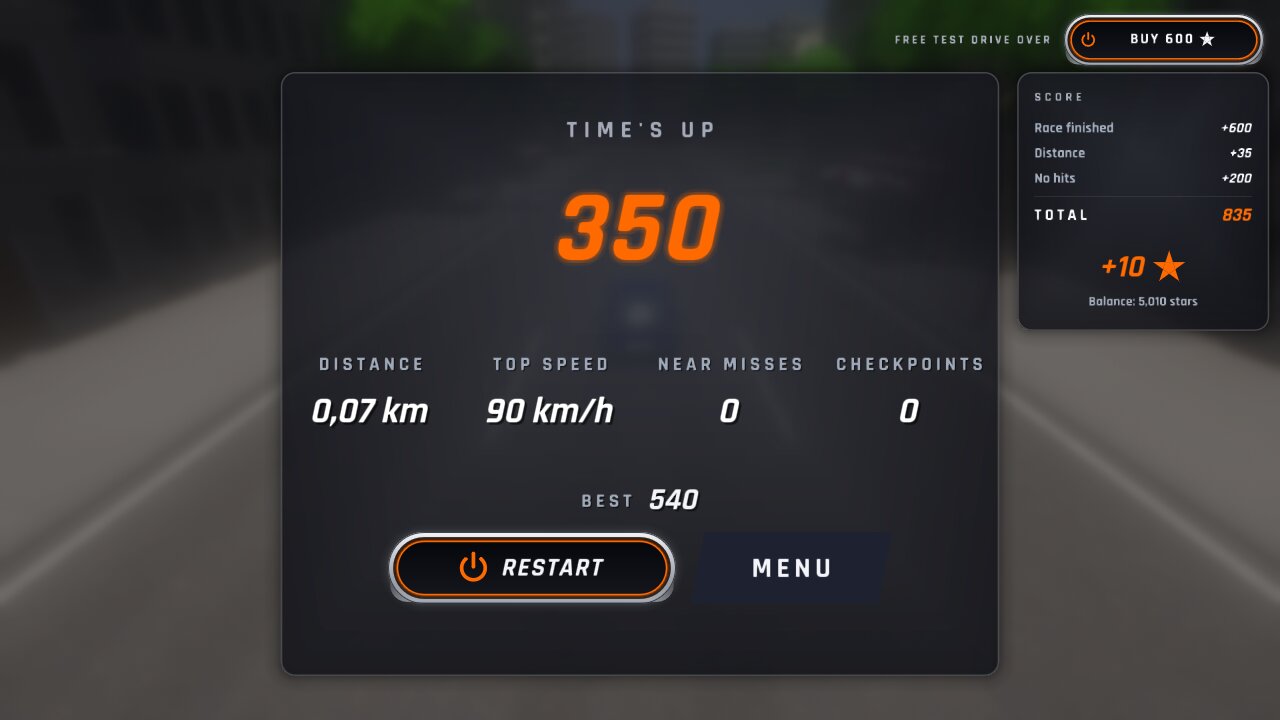 FREE TEST DRIVE OVER
BUY 600 ★
TIME'S UP
350
DISTANCE TOP SPEED NEAR MISSES CHECKPOINTS
0,07 km 90 km/h 0 0
BEST 540
RESTART MENU
SCORE
Race finished +600
Distance +35
No hits +200
TOTAL 835
+10 ★
Balance: 5,010 stars